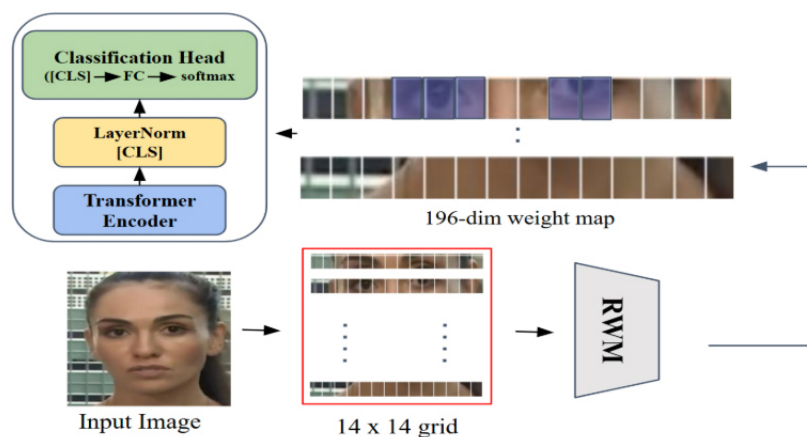 Classification Head
([CLS] FC softmax
LayerNorm
[CLS]
Transformer
Encoder
196-dim weight map
Input Image
14 x 14 grid
RWM